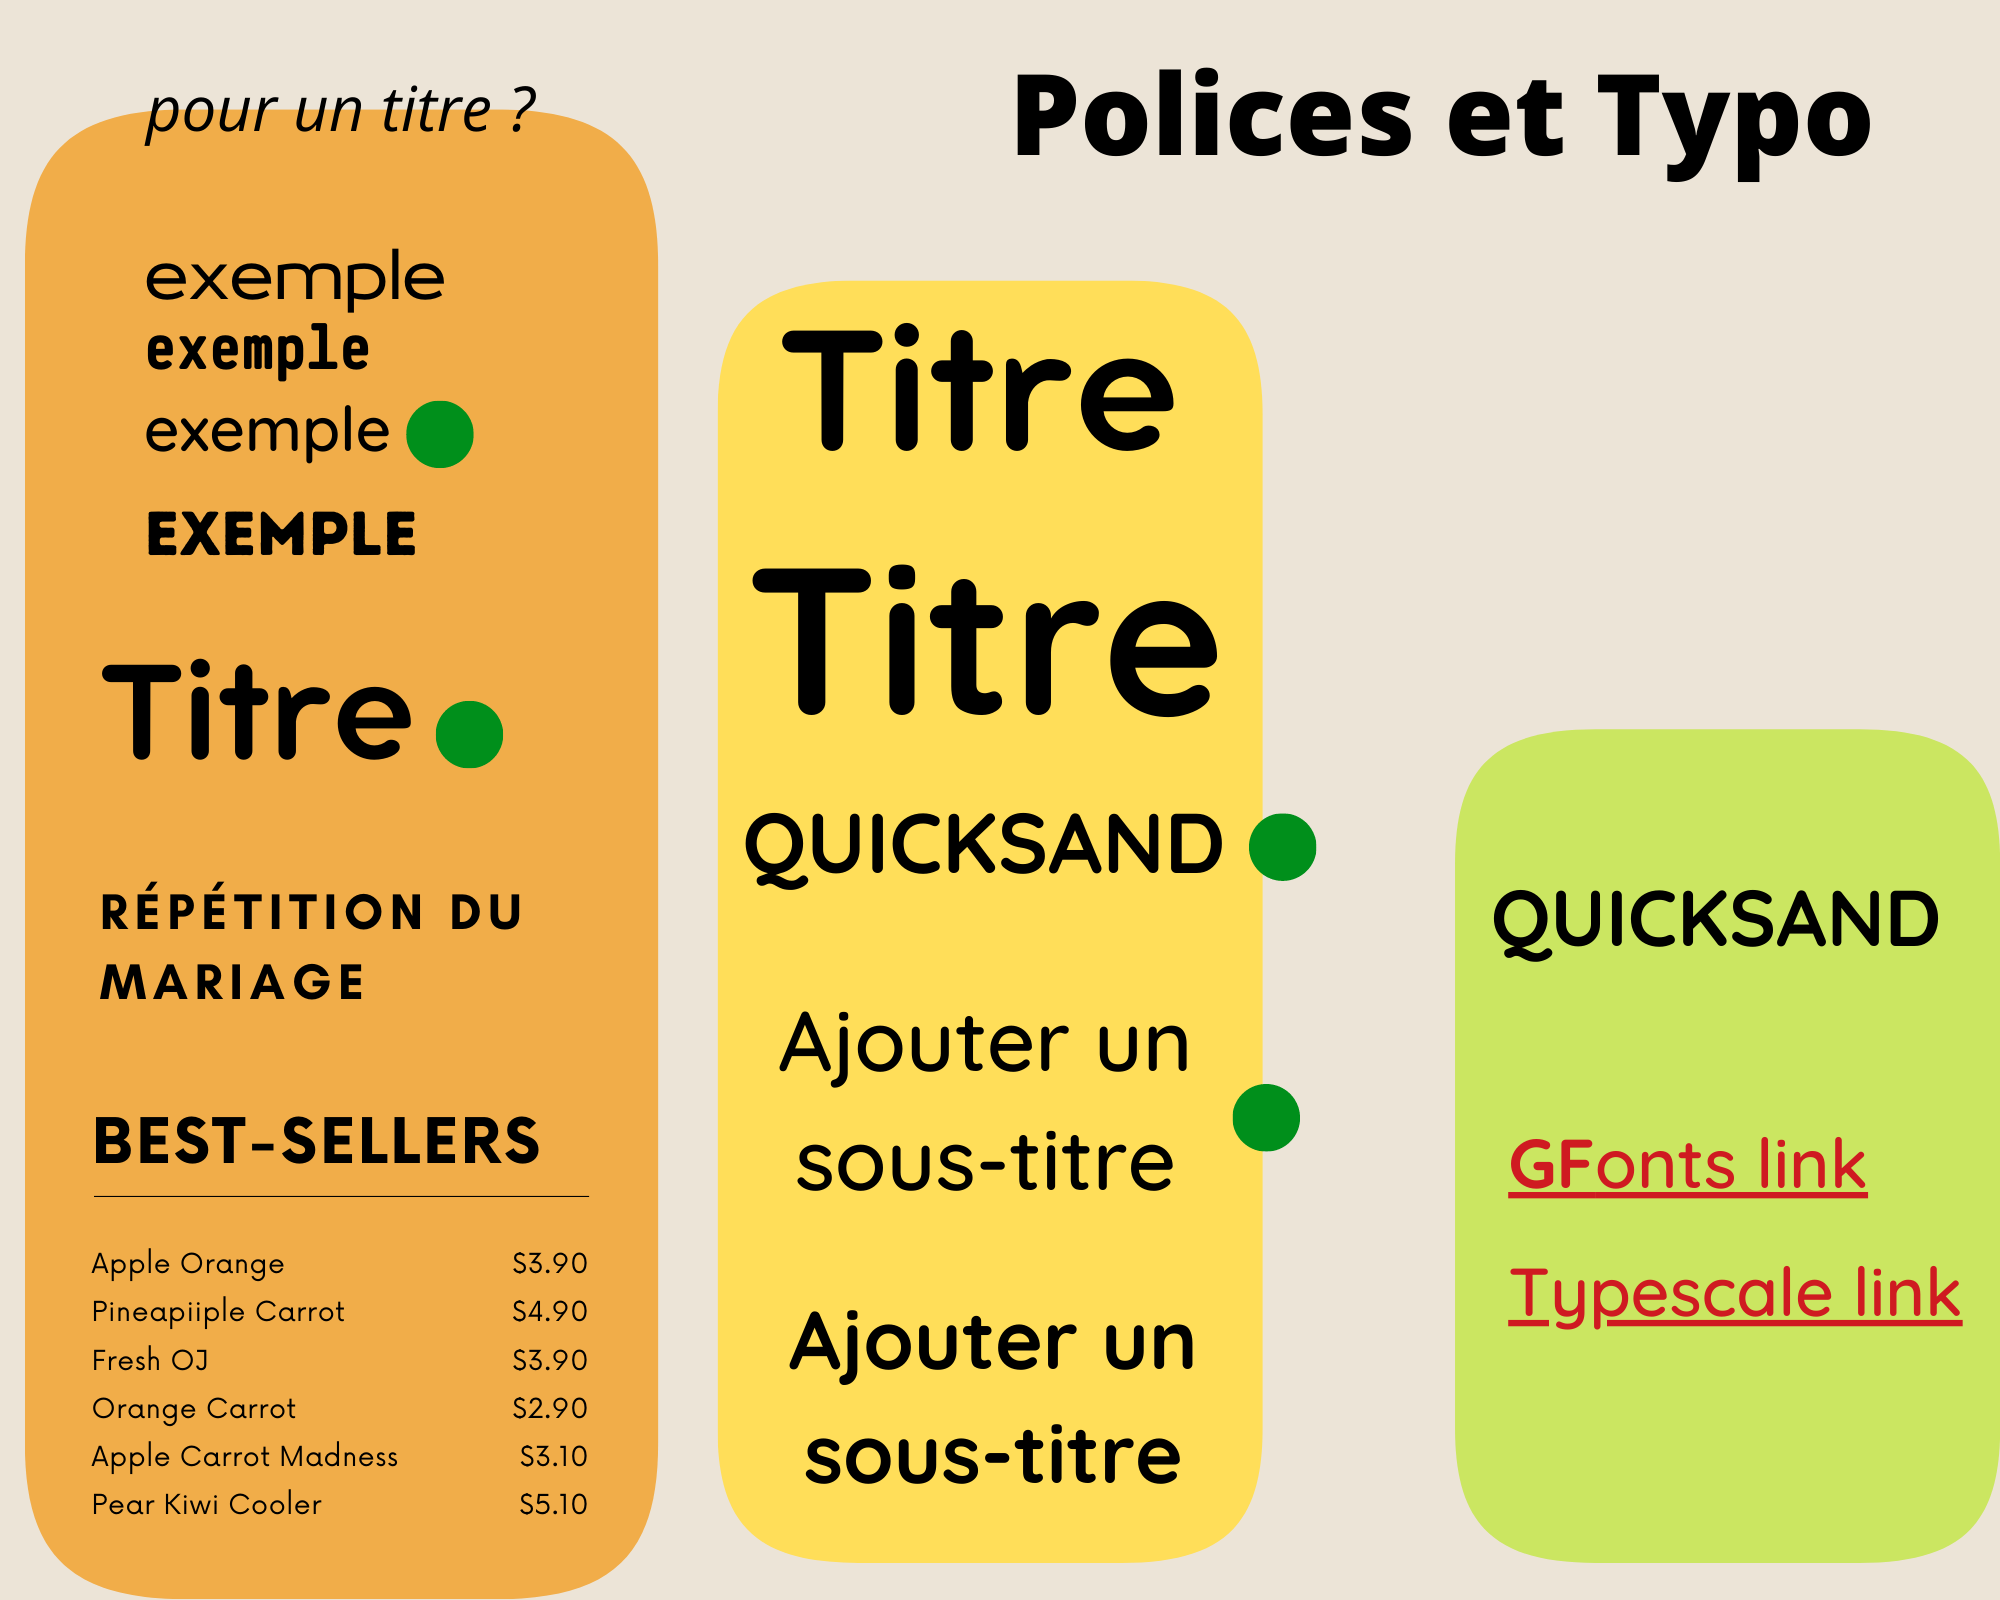 Polices et Typo
pour un titre ?
exemple
exemple
exemple
EXEMPLE
Titre
RÉPÉTITION DU
MARIAGE
BEST-SELLERS
Apple Orange $3.90
Pineapiiple Carrot $4.90
Fresh OJ $3.90
Orange Carrot $2.90
Apple Carrot Madness $3.10
Pear Kiwi Cooler $5.10
Titre
Titre
QUICKSAND
Ajouter un
sous-titre
Ajouter un
sous-titre
QUICKSAND
GFonts link
Typescale link